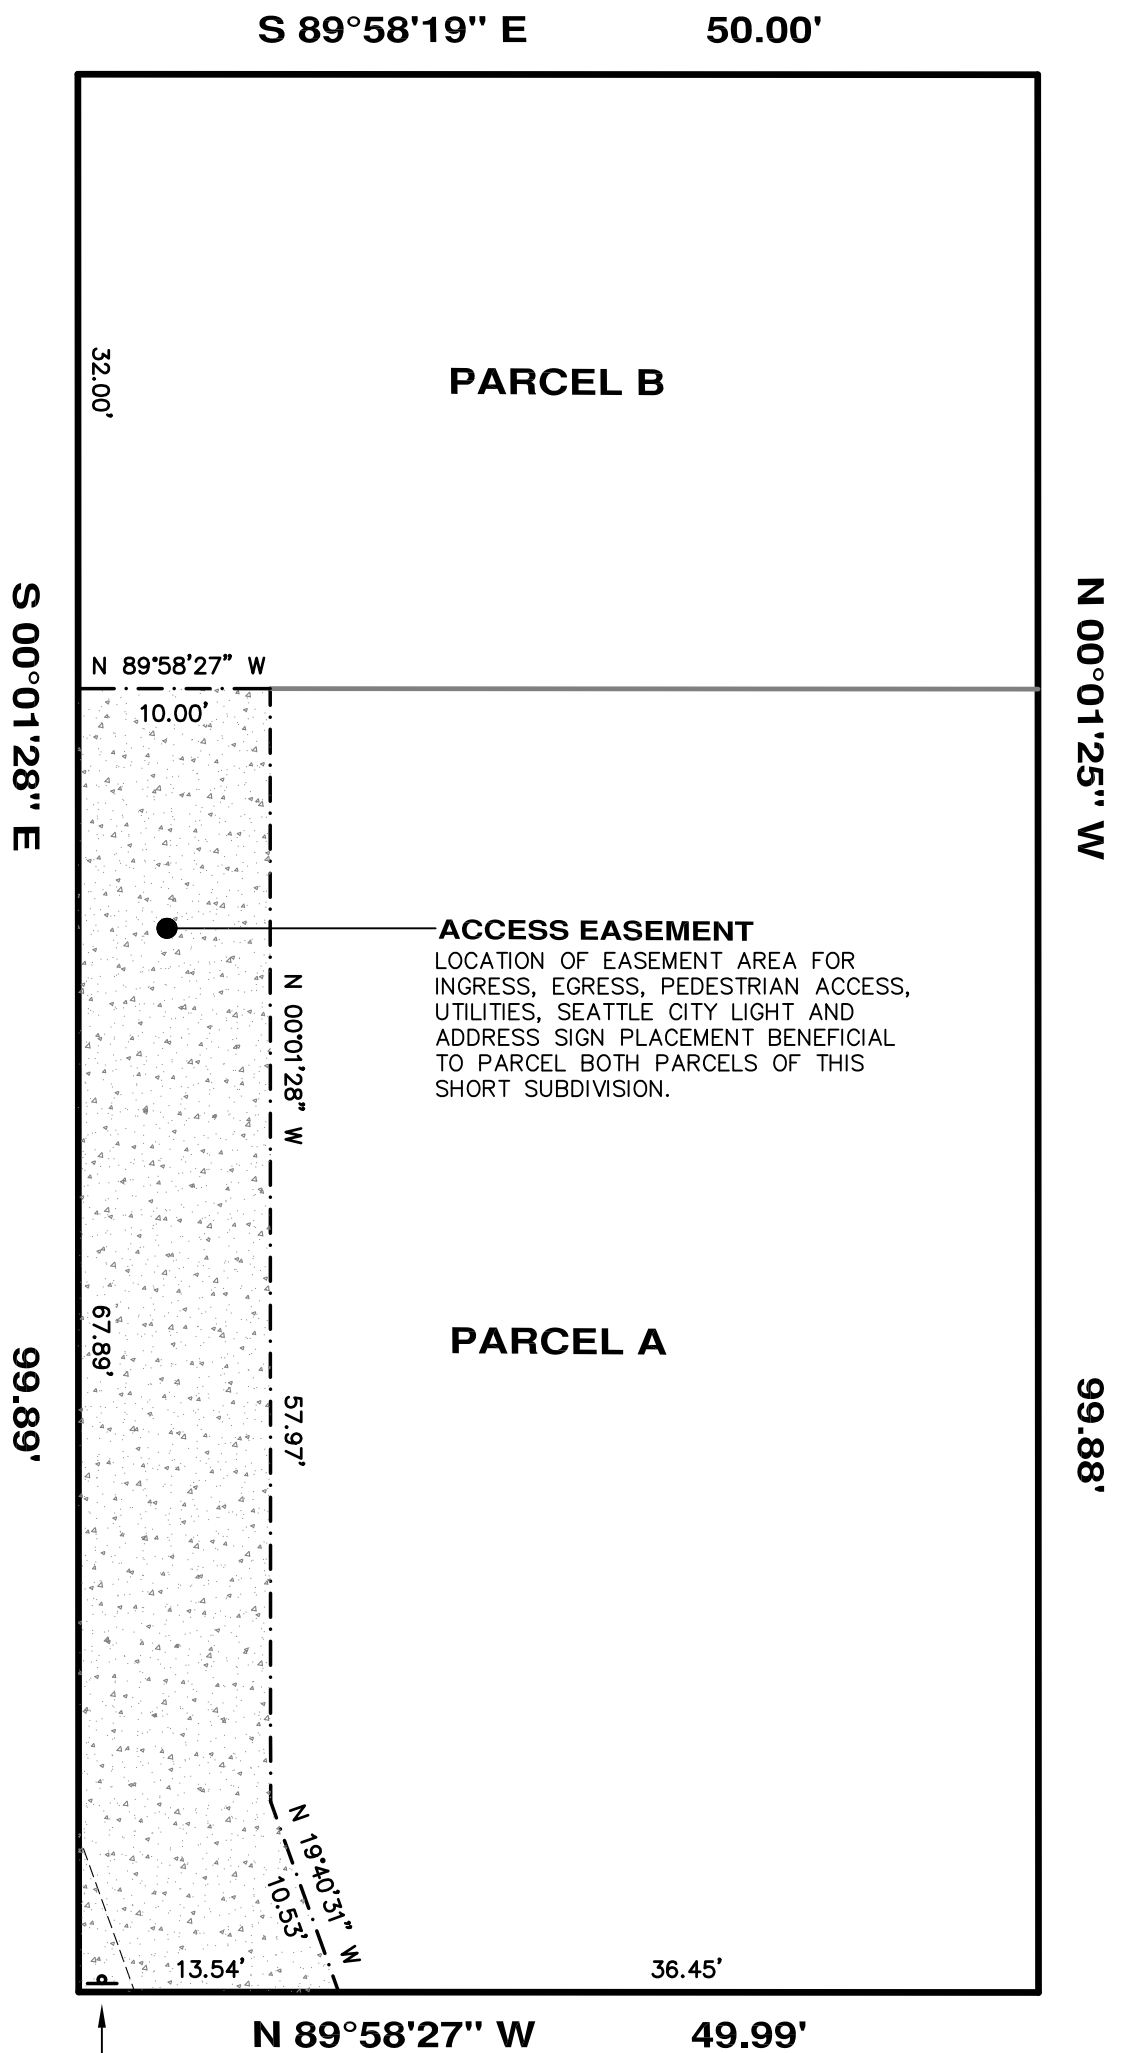 S 89°58'19" E 50.00'
PARCEL B
32.00'
S 00°01'28" E
99.89'
N 00°01'25" W
99.88'
N 89°58'27" W
10.00'
ACCESS EASEMENT
LOCATION OF EASEMENT AREA FOR
INGRESS, EGRESS, PEDESTRIAN ACCESS,
UTILITIES, SEATTLE CITY LIGHT AND
ADDRESS SIGN PLACEMENT BENEFICIAL
TO PARCEL BOTH PARCELS OF THIS
SHORT SUBDIVISION.
N 00°01'28" W
57.97'
67.89'
PARCEL A
N 19°40'31" W
10.53'
13.54'
36.45'
N 89°58'27" W 49.99'